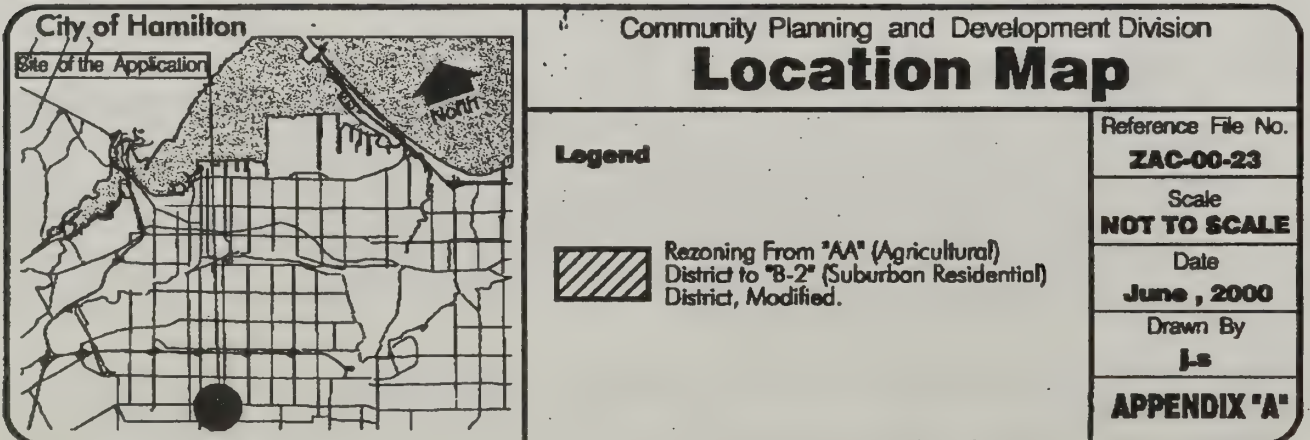 City of Hamilton
Site of the Application
North
Community Planning and Development Division
Location Map
Legend
Rezoning From "AA" (Agricultural)
District to "B-2" (Suburban Residential)
District, Modified.
Reference File No.
ZAC-00-23
Scale
NOT TO SCALE
Date
June , 2000
Drawn By
j.s
APPENDIX "A"